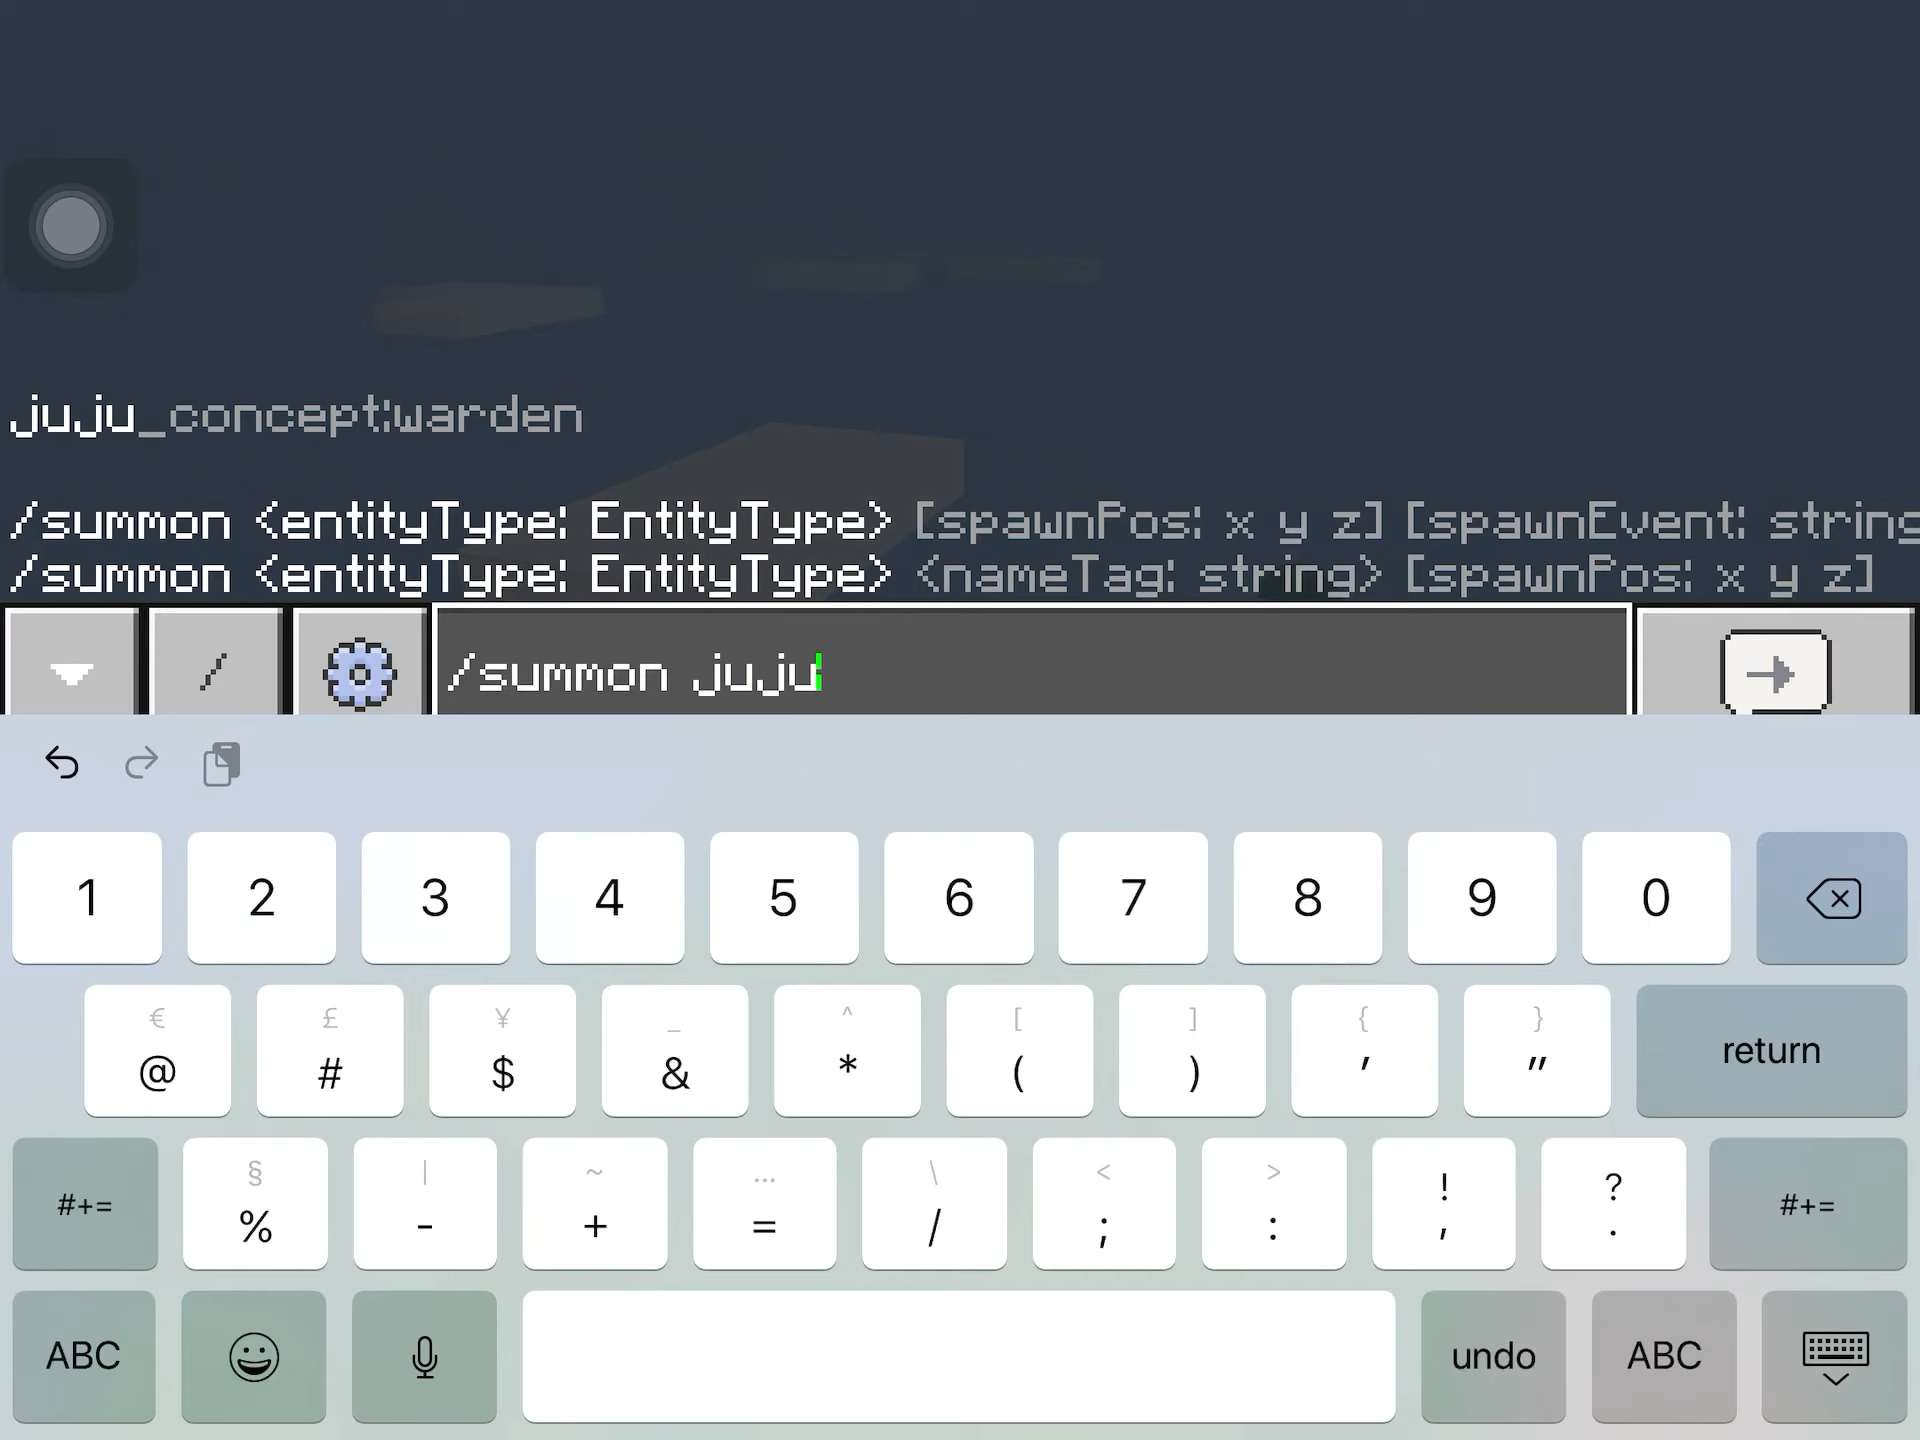 juju_concept:warden
/summon <entityType: EntityType> [spawnPos: x y z] [spawnEvent: string
/summon <entityType: EntityType> <nameTag: string> [spawnPos: x y z]
/
/summon juju
1 2 3 4 5 6 7 8 9 0
€ £ ¥ _ ^ [ ] { }
@ # $ & * ( ) ' " return
§ | ~ … \ < > ! ?
#+= % - + = / ; : , . #+=
ABC undo ABC